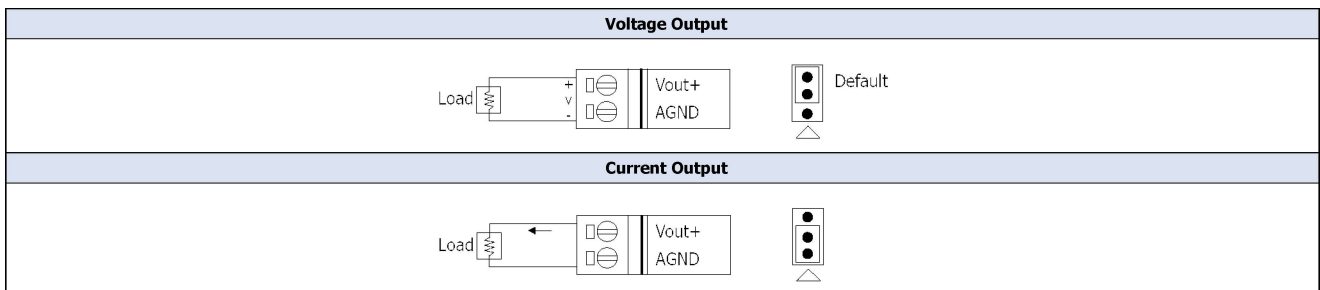 Voltage Output
Load
+
V
-
Vout+
AGND
Default
Current Output
Load
Vout+
AGND